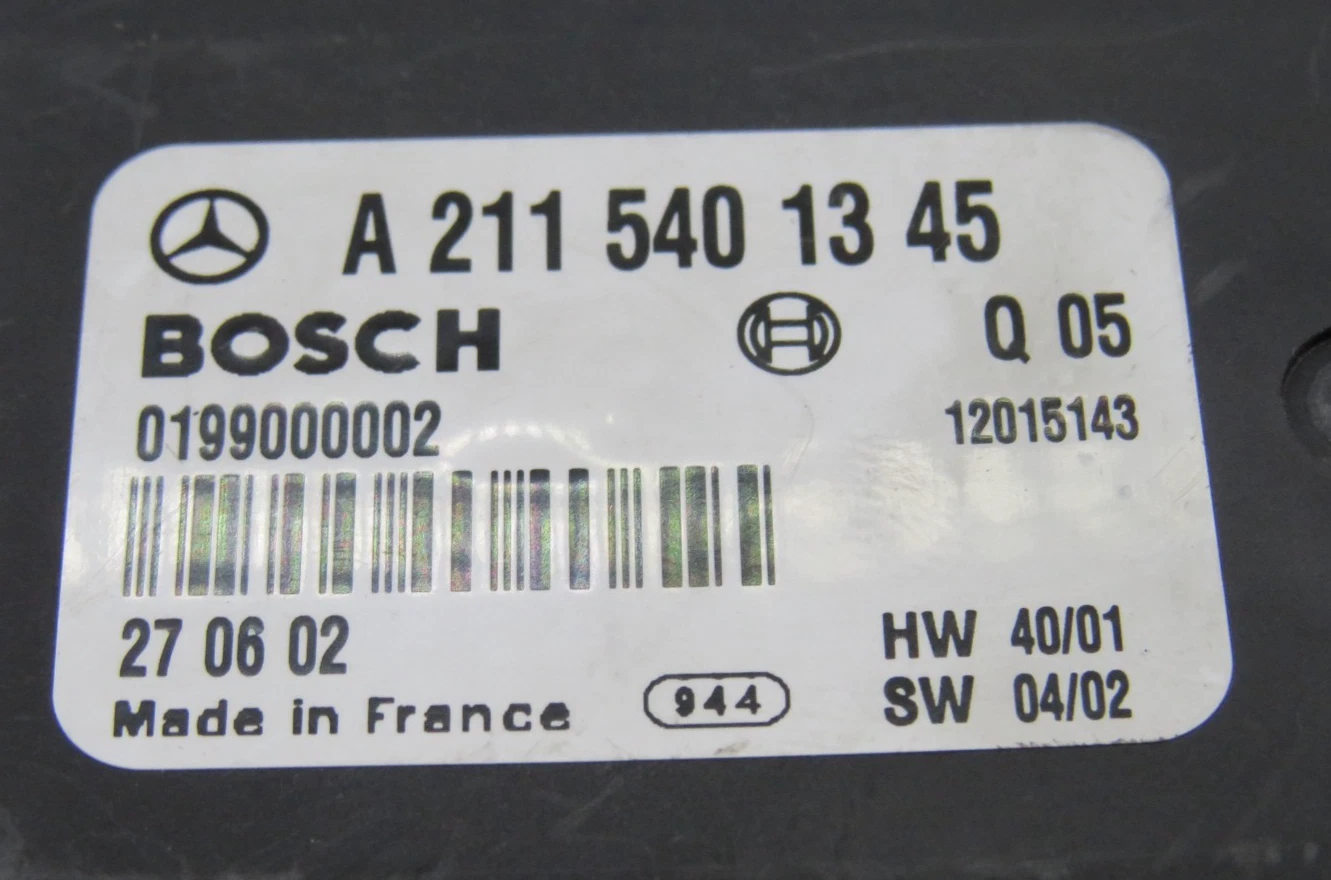 A 211 540 13 45
BOSCH
Q 05
0199000002
12015143
27 06 02
HW 40/01
Made in France
944
SW 04/02